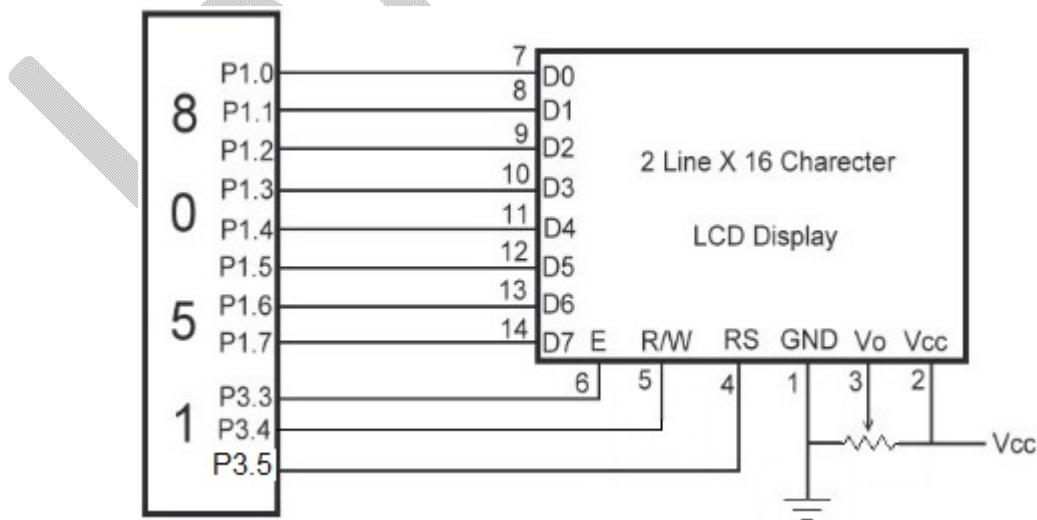 8
0
5
1
P1.0
P1.1
P1.2
P1.3
P1.4
P1.5
P1.6
P1.7
P3.3
P3.4
P3.5
7
8
9
10
11
12
13
14
D0
D1
D2
D3
D4
D5
D6
D7 E R/W RS GND Vo Vcc
2 Line X 16 Charecter
LCD Display
6 5 4 1 3 2
Vcc